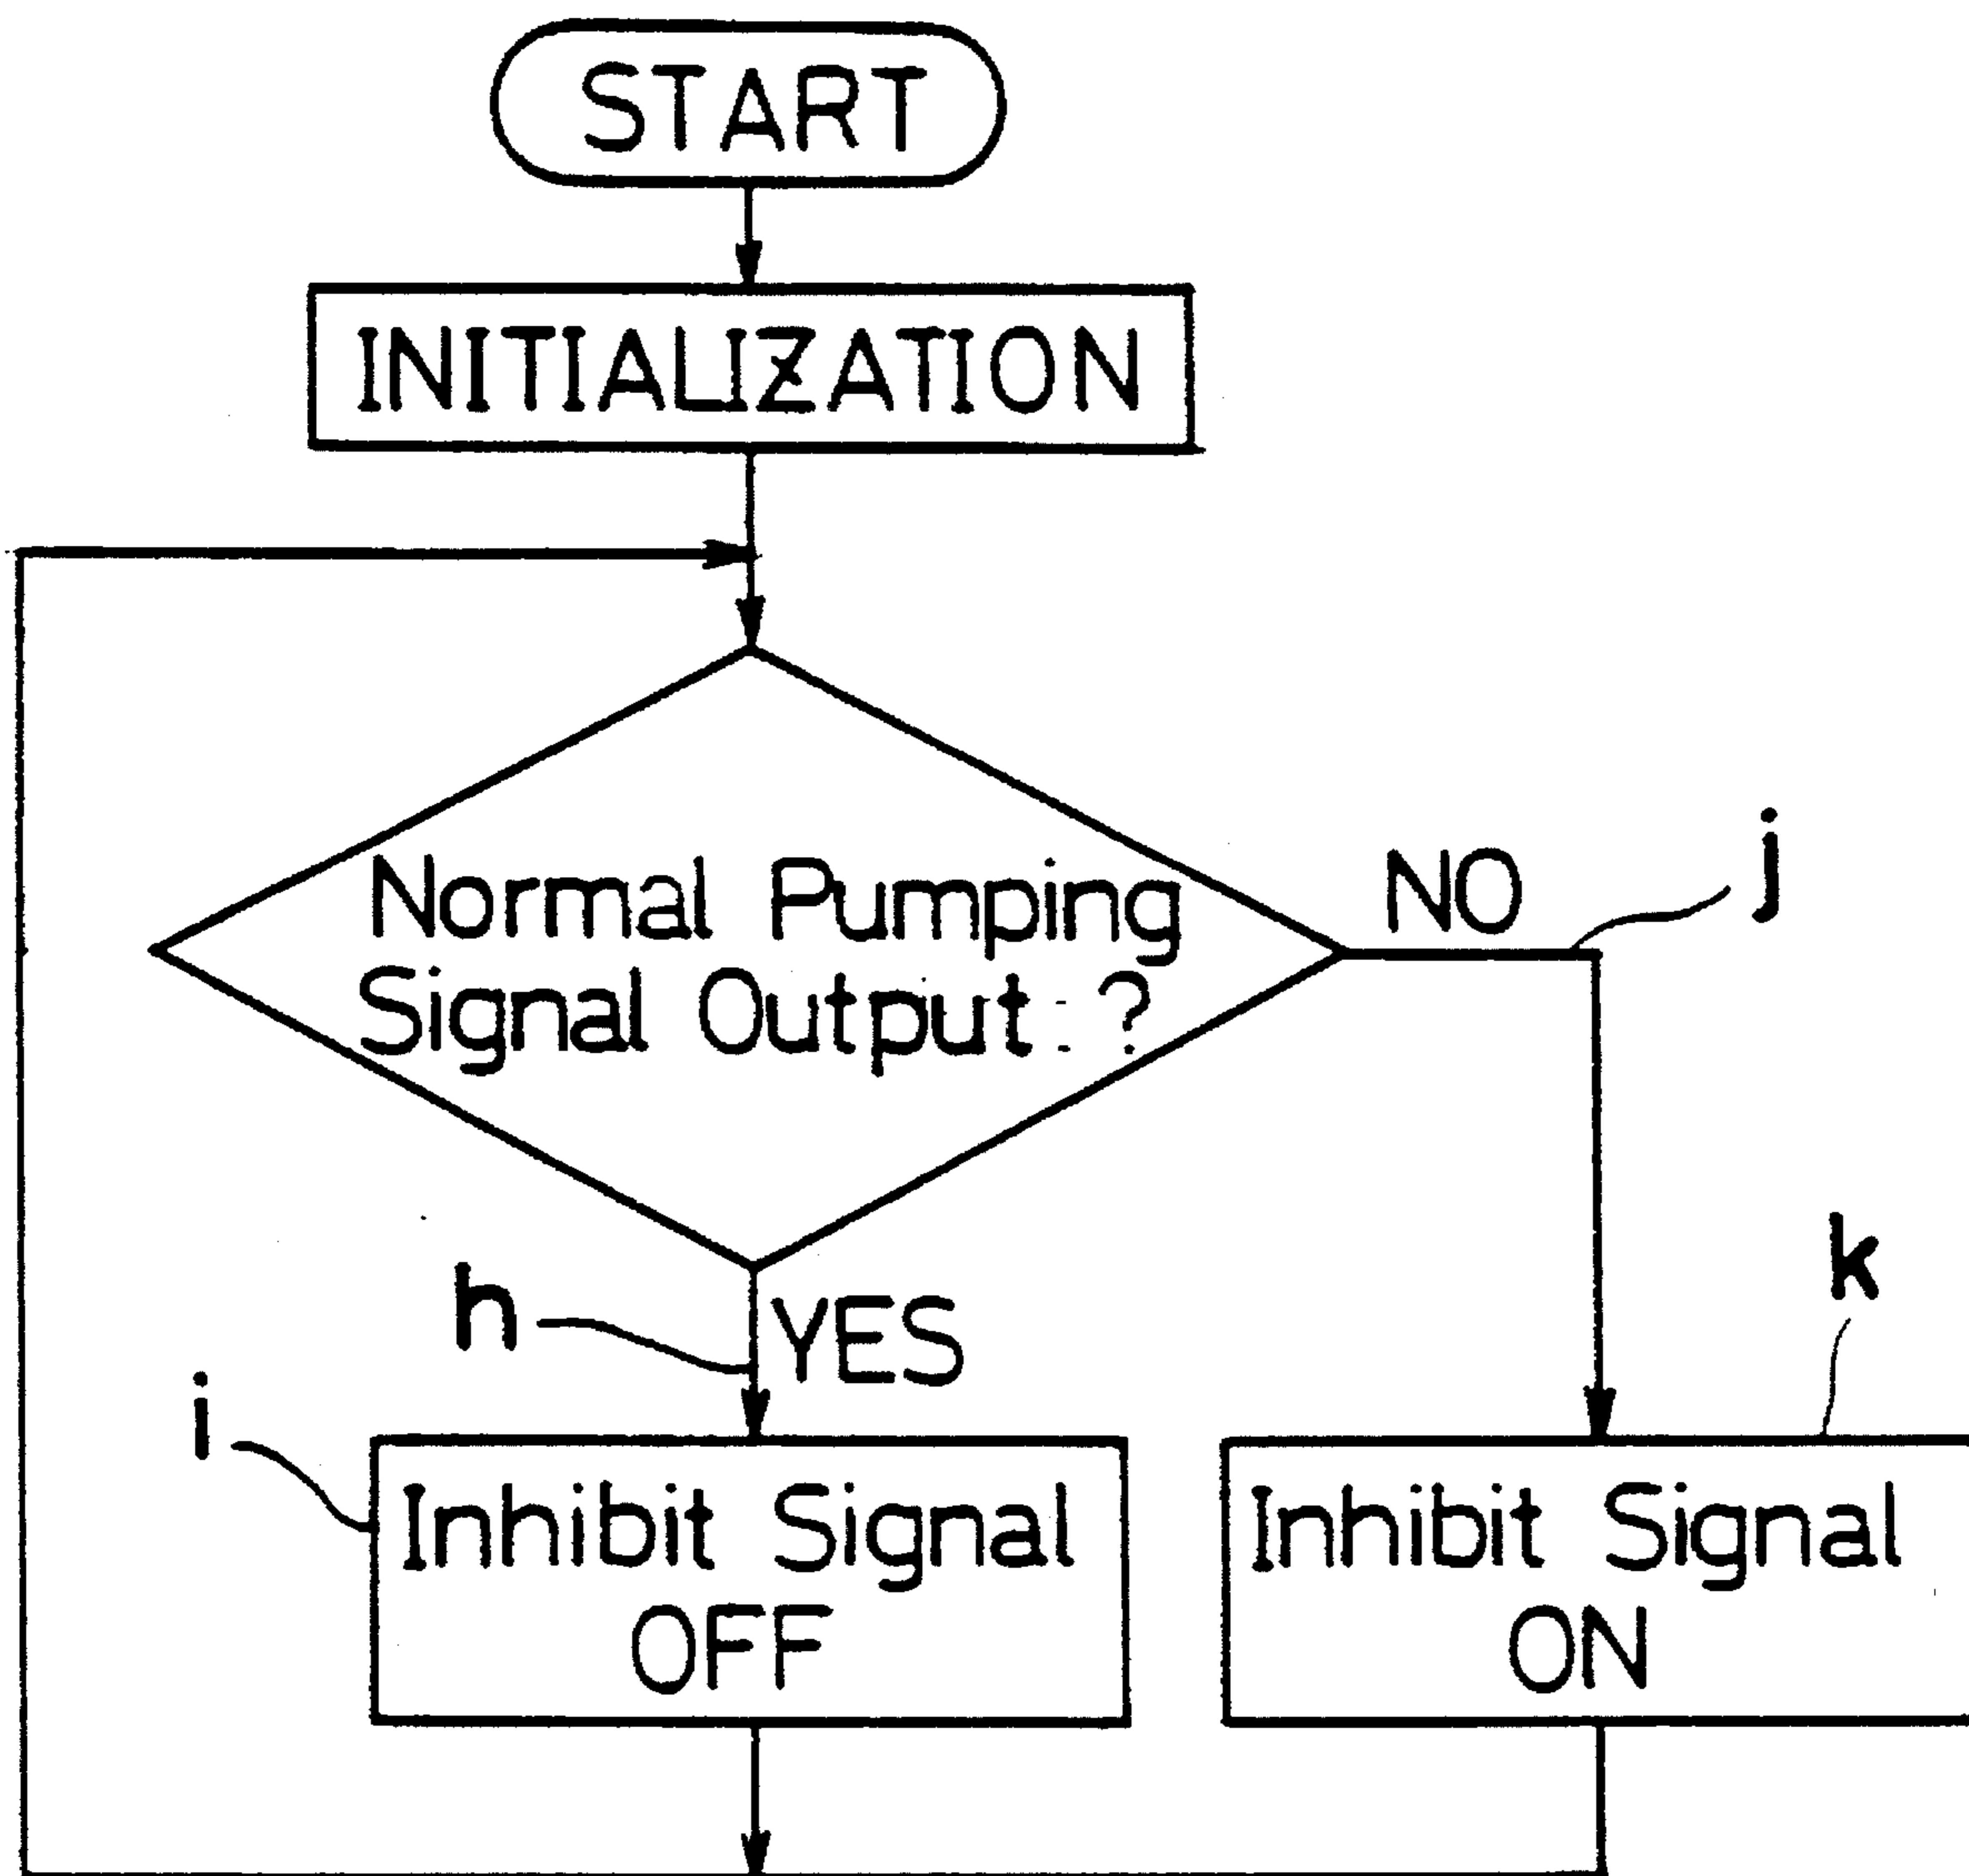 START
INITIALIZATION
Normal Pumping
Signal Output : ?
NO
j
h
YES
k
i
Inhibit Signal
OFF
Inhibit Signal
ON